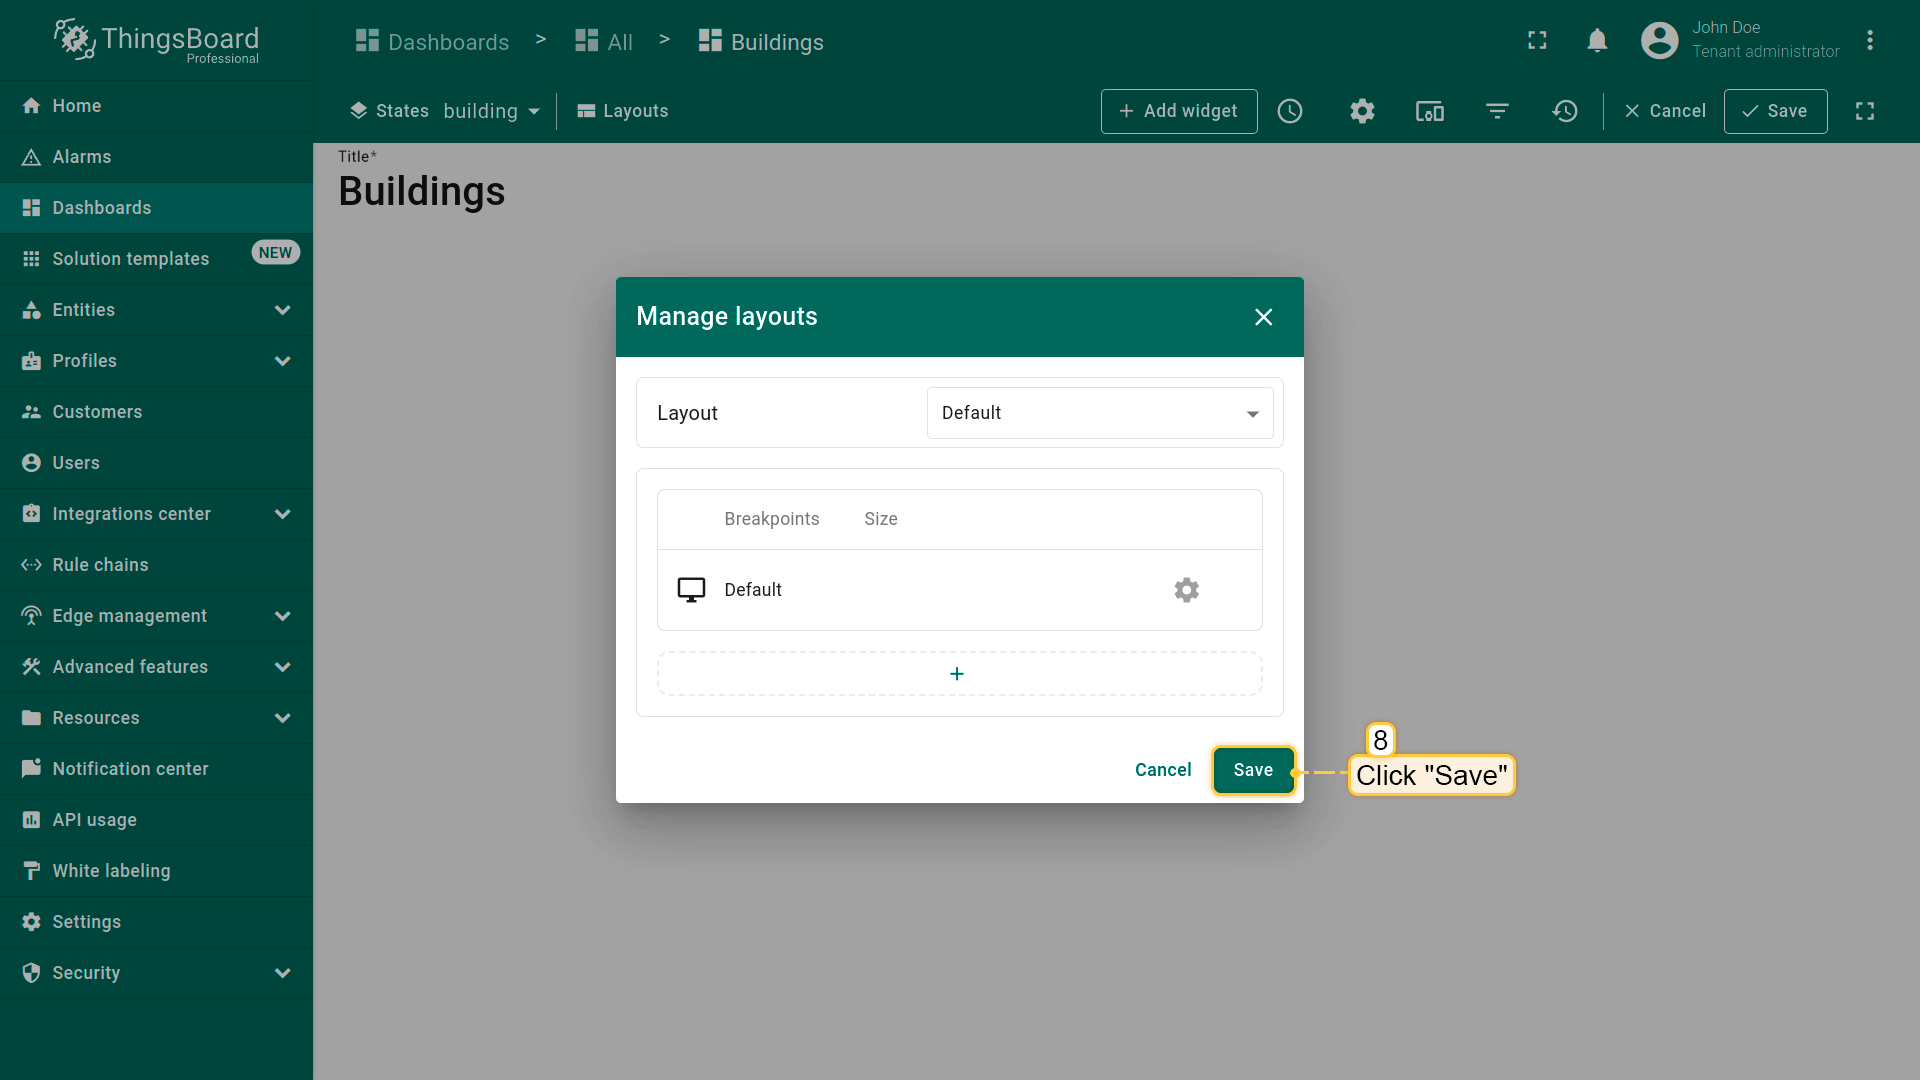 ThingsBoard
Professional
Dashboards > All > Buildings
John Doe
Tenant administrator
States building Layouts
+ Add widget
Cancel
Save
Home
Alarms
Dashboards
Solution templates NEW
Entities
Profiles
Customers
Users
Integrations center
Rule chains
Edge management
Advanced features
Resources
Notification center
API usage
White labeling
Settings
Security
Title*
Buildings
Manage layouts
Layout Default
Breakpoints Size
Default
+
Cancel Save
8
Click "Save"